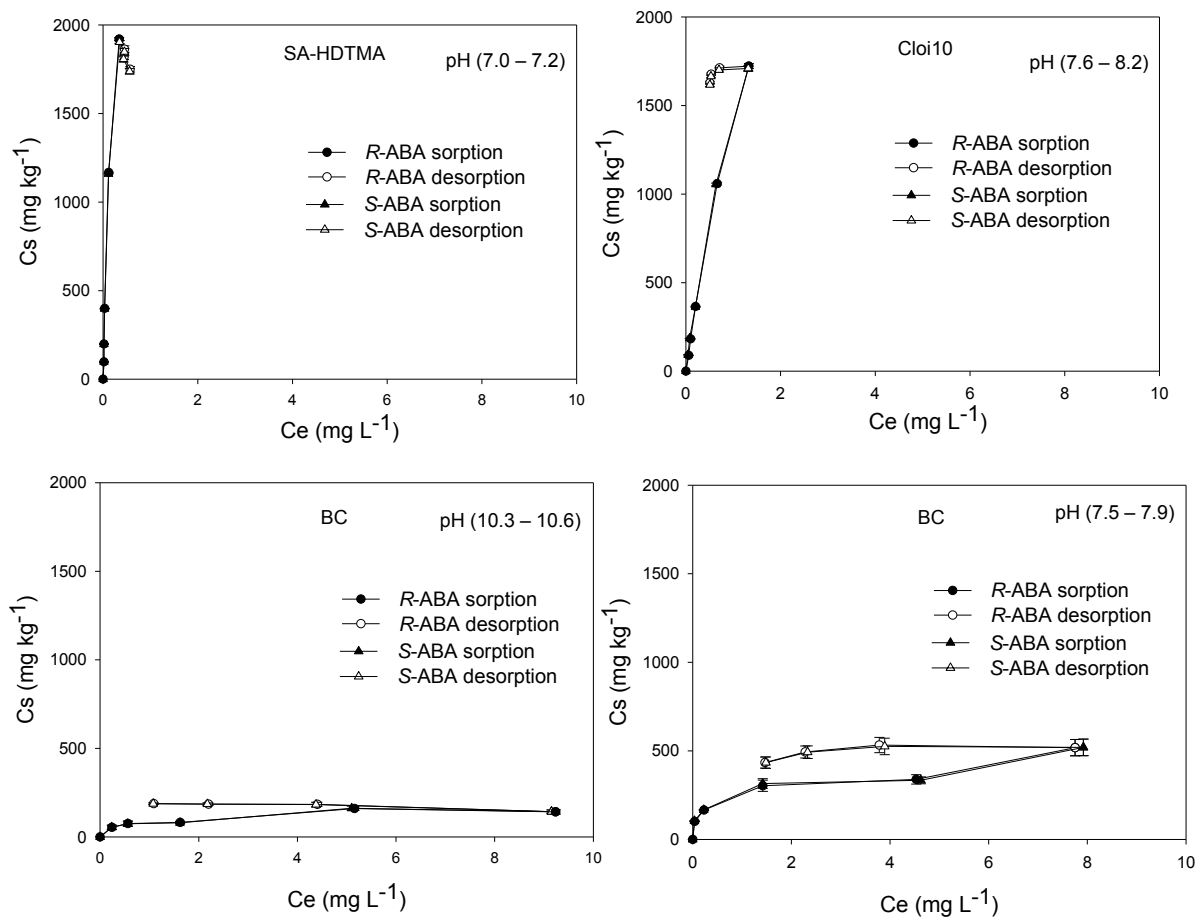 SA-HDTMA
pH (7.0 – 7.2)
R-ABA sorption
R-ABA desorption
S-ABA sorption
S-ABA desorption
Cs (mg kg-1)
2000
1500
1000
500
0
0 2 4 6 8 10
Ce (mg L-1)
Cloi10
pH (7.6 – 8.2)
R-ABA sorption
R-ABA desorption
S-ABA sorption
S-ABA desorption
Cs (mg kg-1)
2000
1500
1000
500
0
0 2 4 6 8 10
Ce (mg L-1)
BC
pH (10.3 – 10.6)
R-ABA sorption
R-ABA desorption
S-ABA sorption
S-ABA desorption
Cs (mg kg-1)
2000
1500
1000
500
0
0 2 4 6 8 10
Ce (mg L-1)
BC
pH (7.5 – 7.9)
R-ABA sorption
R-ABA desorption
S-ABA sorption
S-ABA desorption
Cs (mg kg-1)
2000
1500
1000
500
0
0 2 4 6 8 10
Ce (mg L-1)